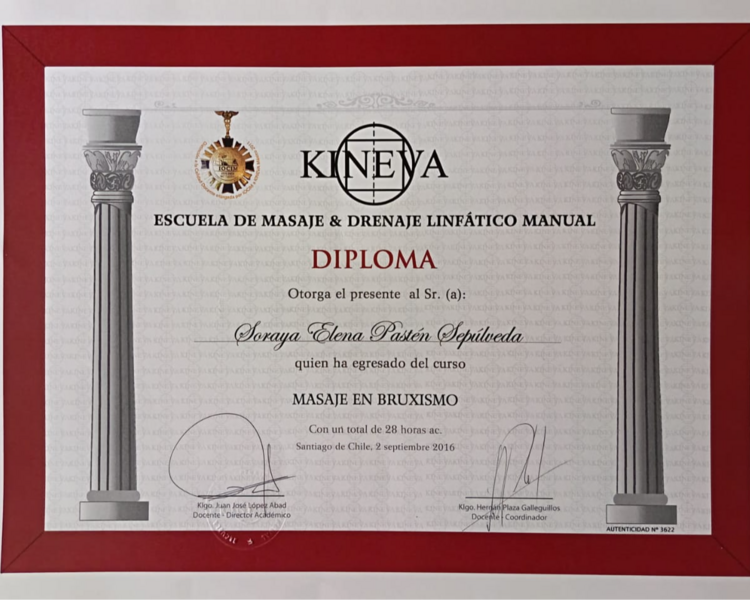 KINEVA
ESCUELA DE MASAJE & DRENAJE LINFÁTICO MANUAL
DIPLOMA
Otorga el presente al Sr. (a):
Soraya Elena Pastén Sepúlveda
quien ha egresado del curso
MASAJE EN BRUXISMO
Con un total de 28 horas ac.
Santiago de Chile, 2 septiembre 2016
Klgo. Juan José López Abad
Docente - Director Académico
Klgo. Hernán Plaza Galleguillos
Docente - Coordinador
AUTENTICIDAD Nº 3622